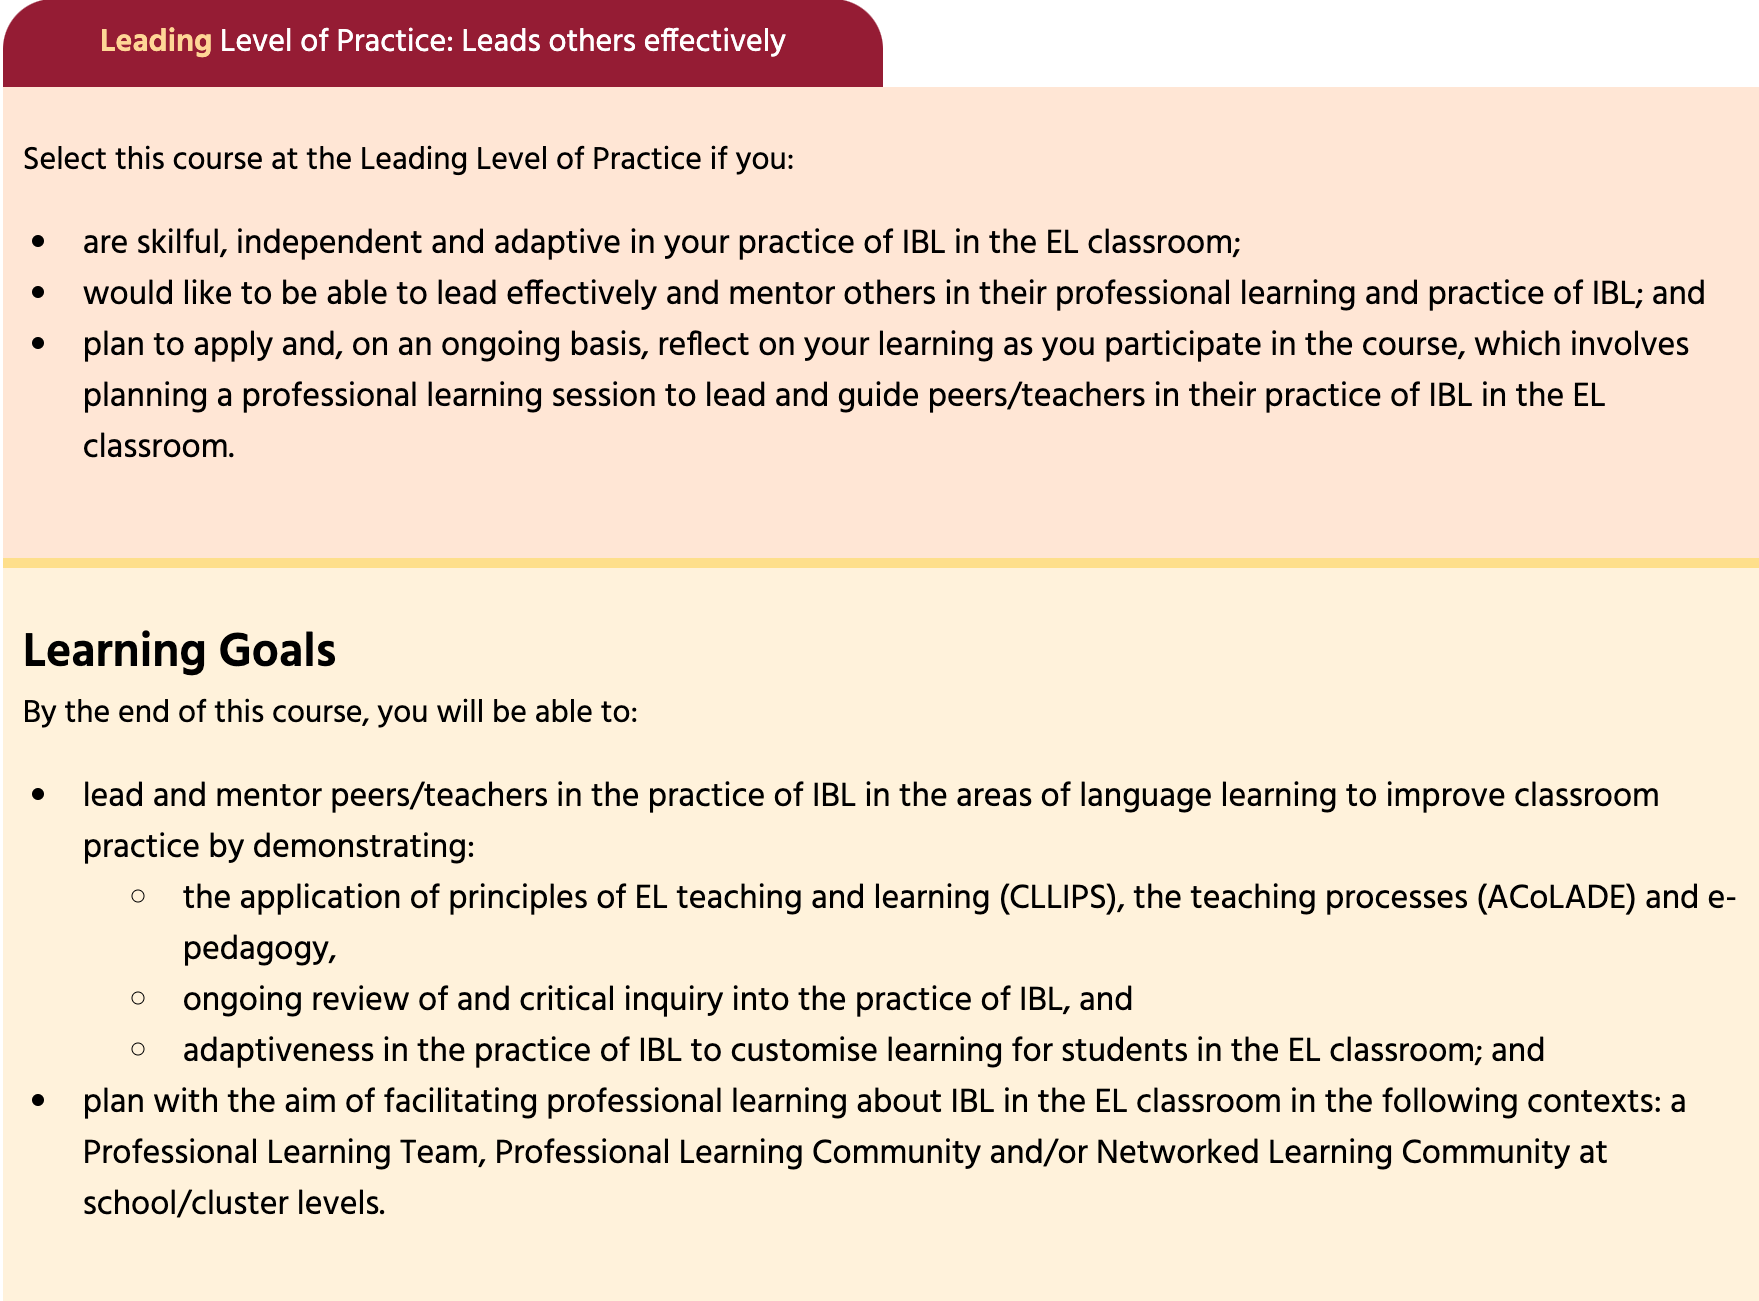 Leading Level of Practice: Leads others effectively
Select this course at the Leading Level of Practice if you:
• are skilful, independent and adaptive in your practice of IBL in the EL classroom;
• would like to be able to lead effectively and mentor others in their professional learning and practice of IBL; and
• plan to apply and, on an ongoing basis, reflect on your learning as you participate in the course, which involves
planning a professional learning session to lead and guide peers/teachers in their practice of IBL in the EL
classroom.
Learning Goals
By the end of this course, you will be able to:
• lead and mentor peers/teachers in the practice of IBL in the areas of language learning to improve classroom
practice by demonstrating:
○ the application of principles of EL teaching and learning (CLLIPS), the teaching processes (ACoLADE) and e-
pedagogy,
○ ongoing review of and critical inquiry into the practice of IBL, and
○ adaptiveness in the practice of IBL to customise learning for students in the EL classroom; and
• plan with the aim of facilitating professional learning about IBL in the EL classroom in the following contexts: a
Professional Learning Team, Professional Learning Community and/or Networked Learning Community at
school/cluster levels.